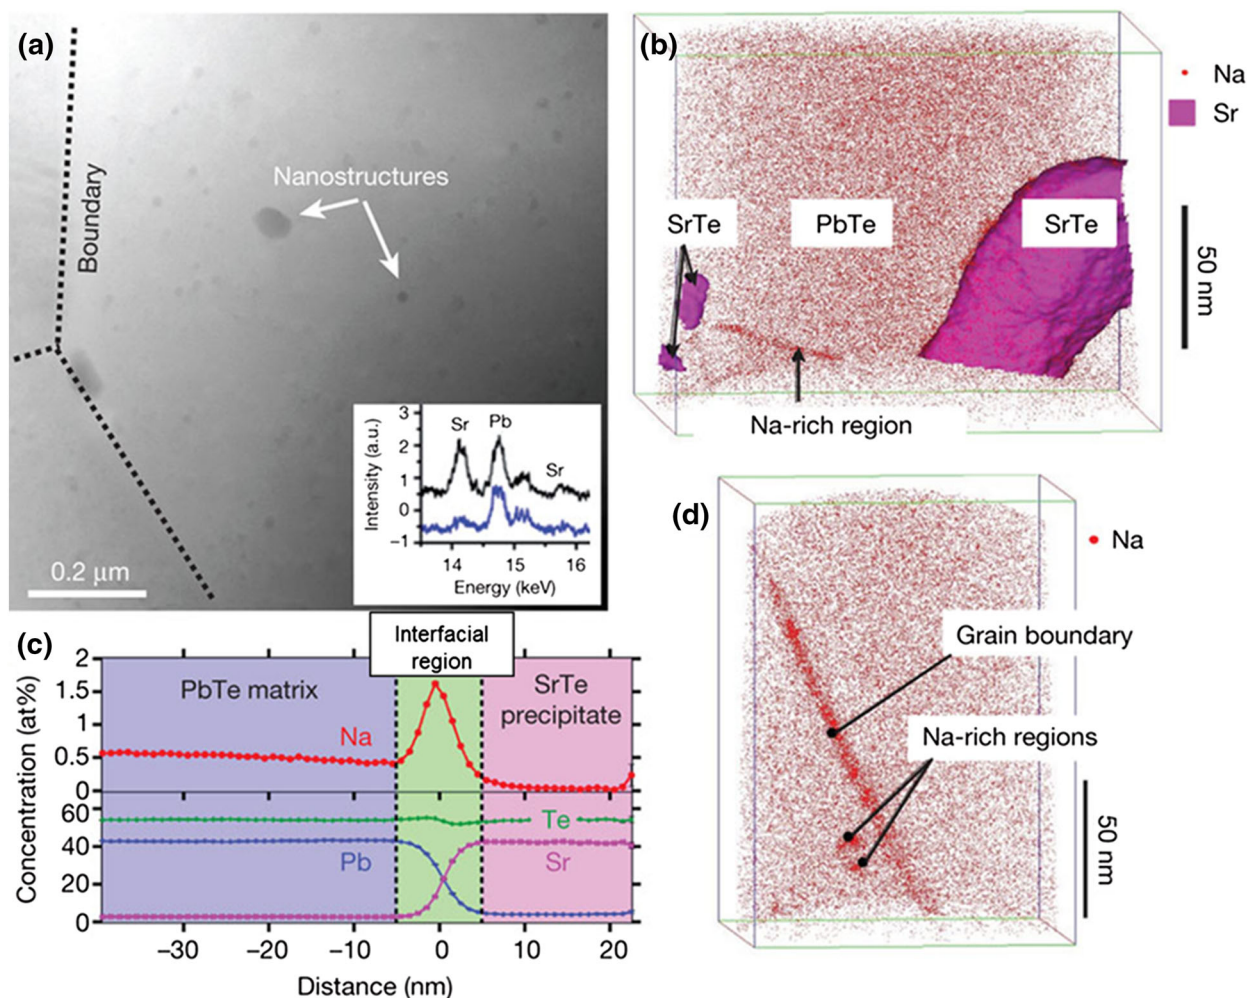 (a)
Boundary
Nanostructures
0.2 μm
3
2
1
0
−1
Intensity (a.u.)
Sr
Pb
Sr
14
15
16
Energy (keV)
(b)
Na
Sr
SrTe
PbTe
SrTe
50 nm
Na-rich region
(c)
Interfacial
region
PbTe matrix
SrTe
precipitate
Na
Te
Pb
Sr
2
1.5
1
0.5
0
60
40
20
0
Concentration (at%)
−30
−20
−10
0
10
20
Distance (nm)
(d)
Na
Grain boundary
Na-rich regions
50 nm